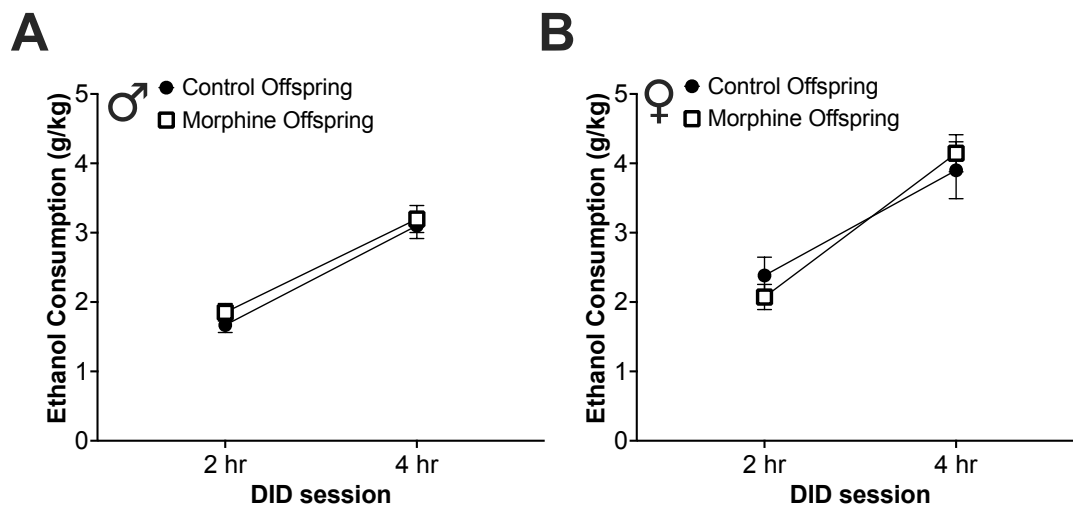 A
♂
Control Offspring
Morphine Offspring
Ethanol Consumption (g/kg)
5
4
3
2
1
0
2 hr
4 hr
DID session
B
♀
Control Offspring
Morphine Offspring
Ethanol Consumption (g/kg)
5
4
3
2
1
0
2 hr
4 hr
DID session